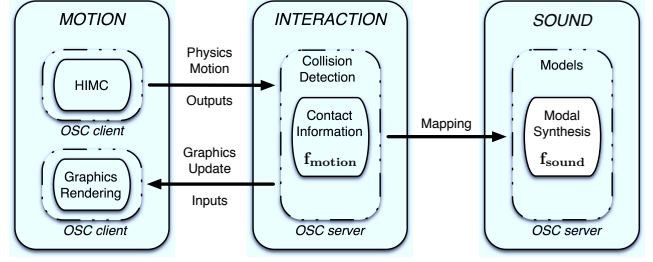 MOTION
HIMC
OSC client
Graphics
Rendering
OSC client
Physics
Motion
Outputs
Graphics
Update
Inputs
INTERACTION
Collision
Detection
Contact
Information
f_motion
OSC server
Mapping
SOUND
Models
Modal
Synthesis
f_sound
OSC server